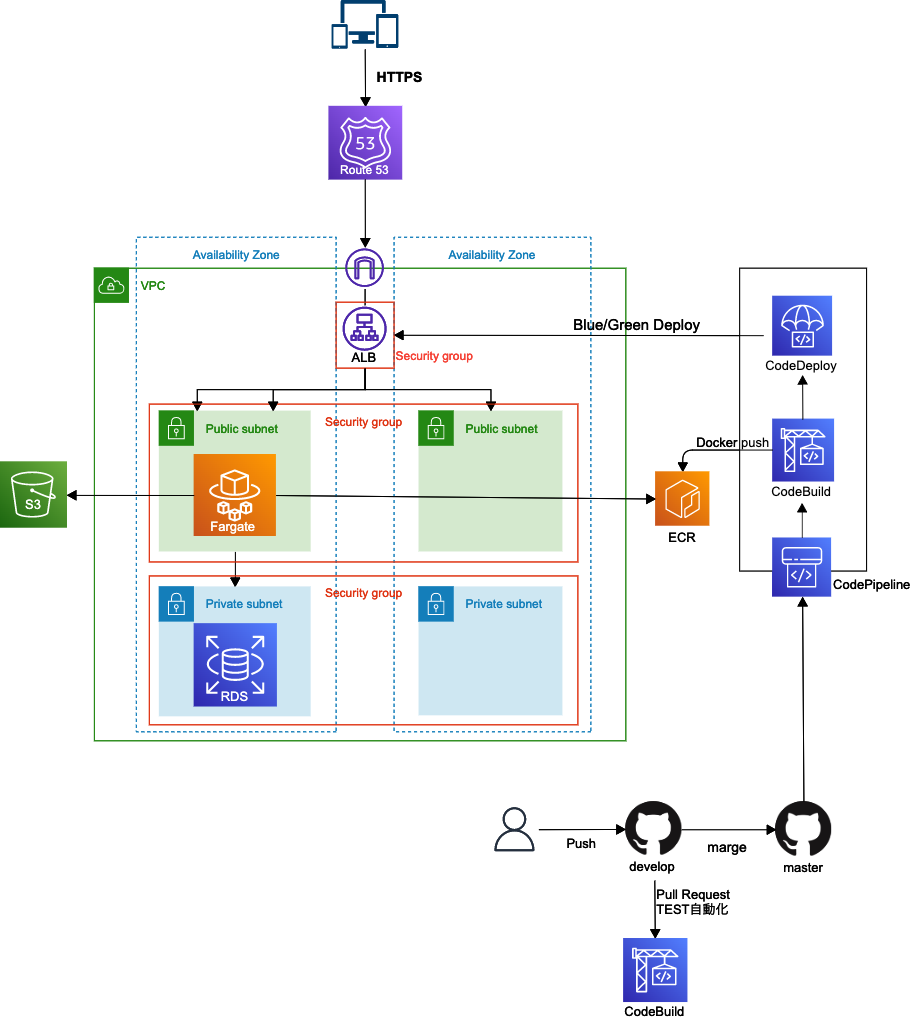 HTTPS
53
Route 53
Availability Zone
Availability Zone
VPC
Blue/Green Deploy
ALB
Security group
CodeDeploy
Public subnet
Security group
Public subnet
Docker push
CodeBuild
S3
Fargate
ECR
CodePipeline
Private subnet
Security group
Private subnet
RDS
Push
develop
marge
master
Pull Request
TEST自動化
CodeBuild